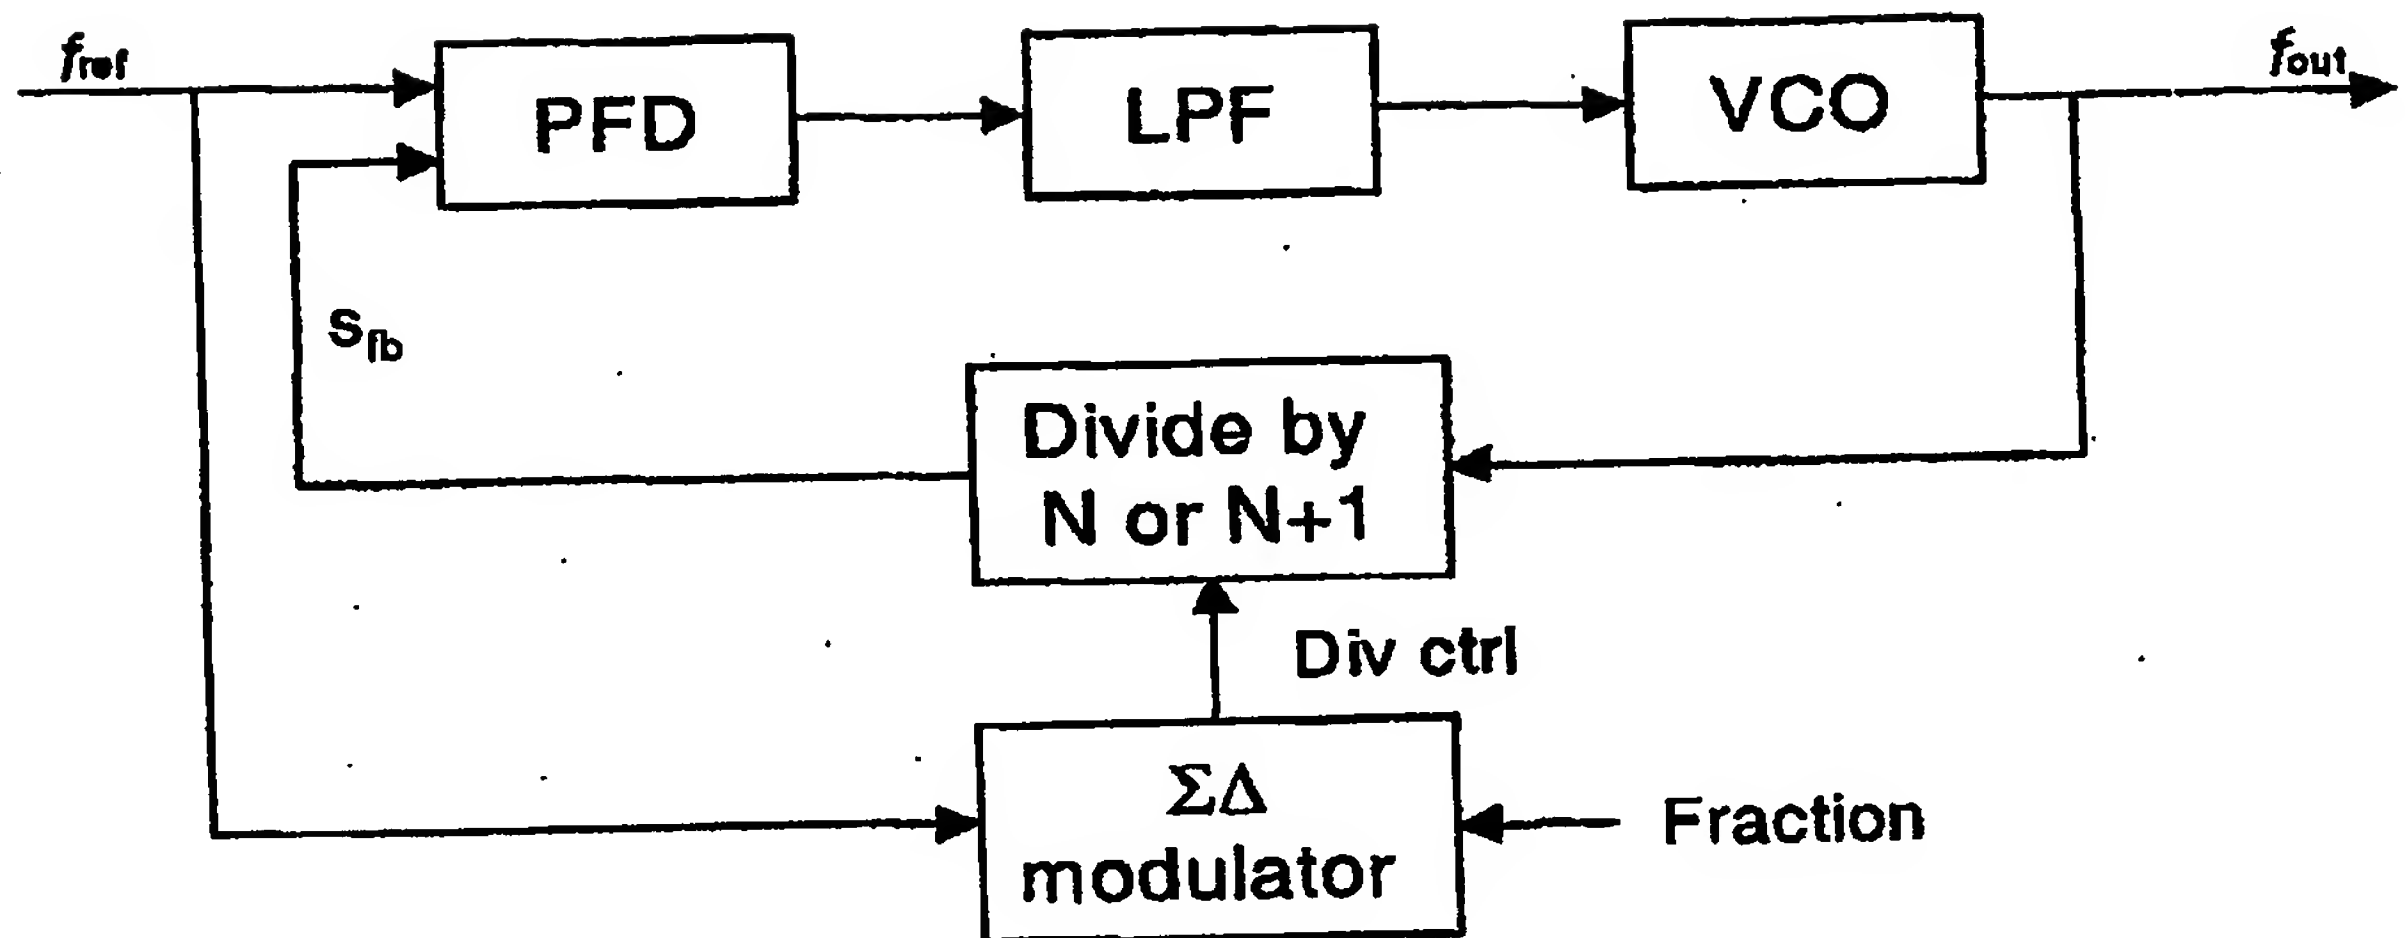 fref
PFD
LPF
VCO
fout
Sfb
Divide by
N or N+1
Div ctrl
ΣΔ
modulator
Fraction